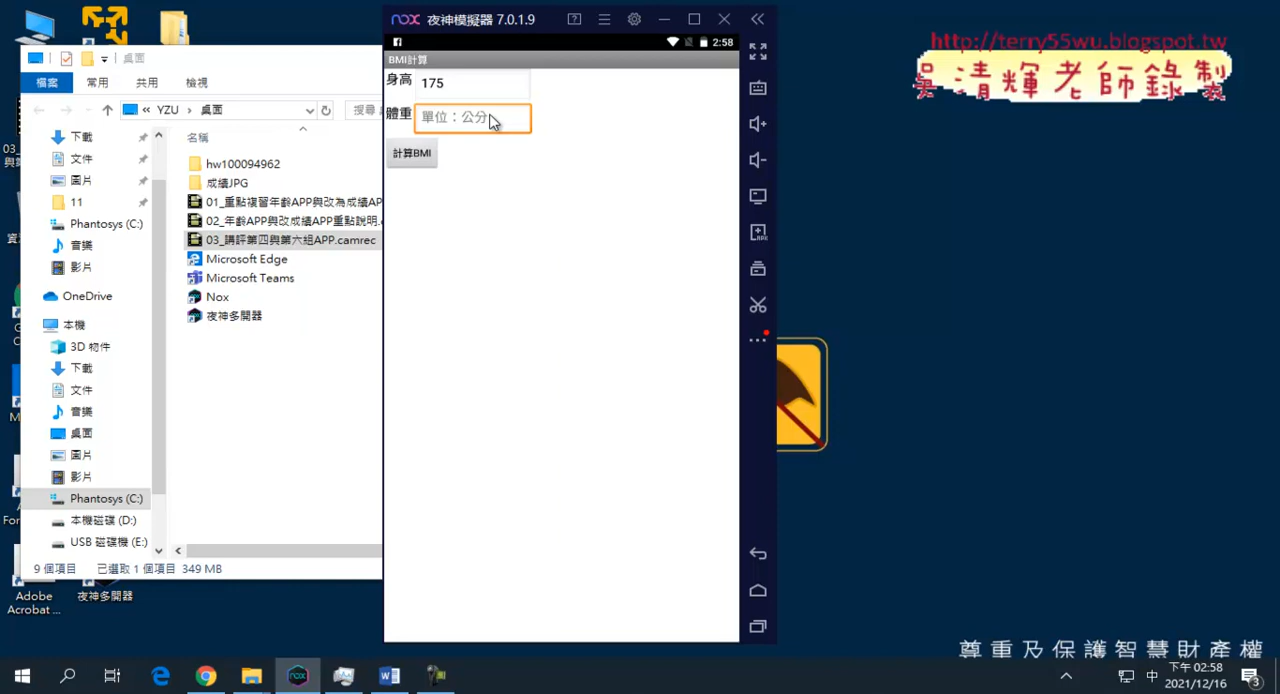 夜神模擬器 7.0.1.9
2:58
BMI計算
身高 175
體重 單位：公分
計算BMI
http://terry55wu.blogspot.tw
吳清輝老師錄製
桌面
檔案 常用 共用 檢視
« YZU › 桌面
搜尋
名稱
下載
文件
圖片
11
Phantosys (C:)
音樂
影片
OneDrive
本機
3D 物件
下載
文件
音樂
桌面
圖片
影片
Phantosys (C:)
本機磁碟 (D:)
USB 磁碟機 (E:)
hw100094962
成績JPG
01_重點複習年齡APP與改為成績AP
02_年齡APP與改成績APP重點說明.
03_講評第四與第六組APP.camrec
Microsoft Edge
Microsoft Teams
Nox
夜神多開器
9 個項目 已選取 1 個項目 349 MB
Adobe
Acrobat ...
夜神多開器
尊重及保護智慧財產權
中
下午 02:58
2021/12/16
3